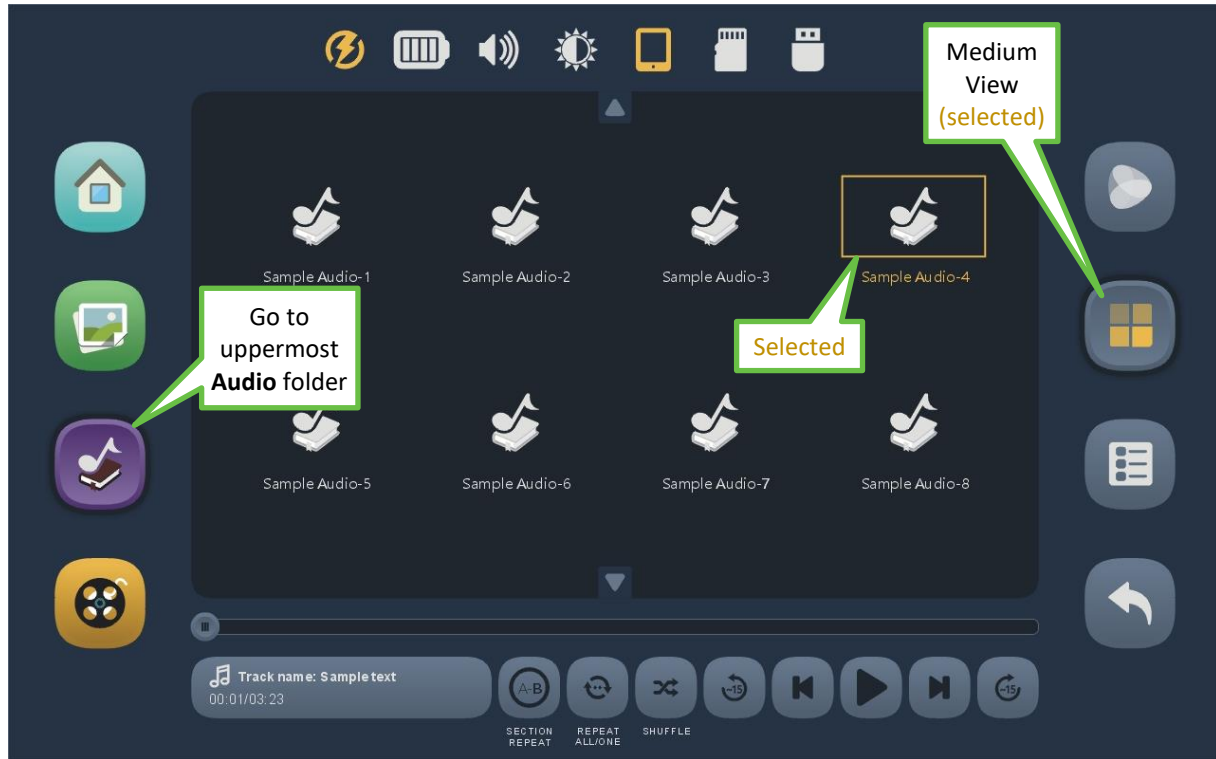 Medium
View
(selected)
Sample Audio-1
Sample Audio-2
Sample Audio-3
Sample Audio-4
Go to
uppermost
Audio folder
Selected
Sample Audio-5
Sample Audio-6
Sample Audio-7
Sample Audio-8
Track name: Sample text
00:01/03:23
A-B
-15
-15
SECTION
REPEAT
REPEAT
ALL/ONE
SHUFFLE